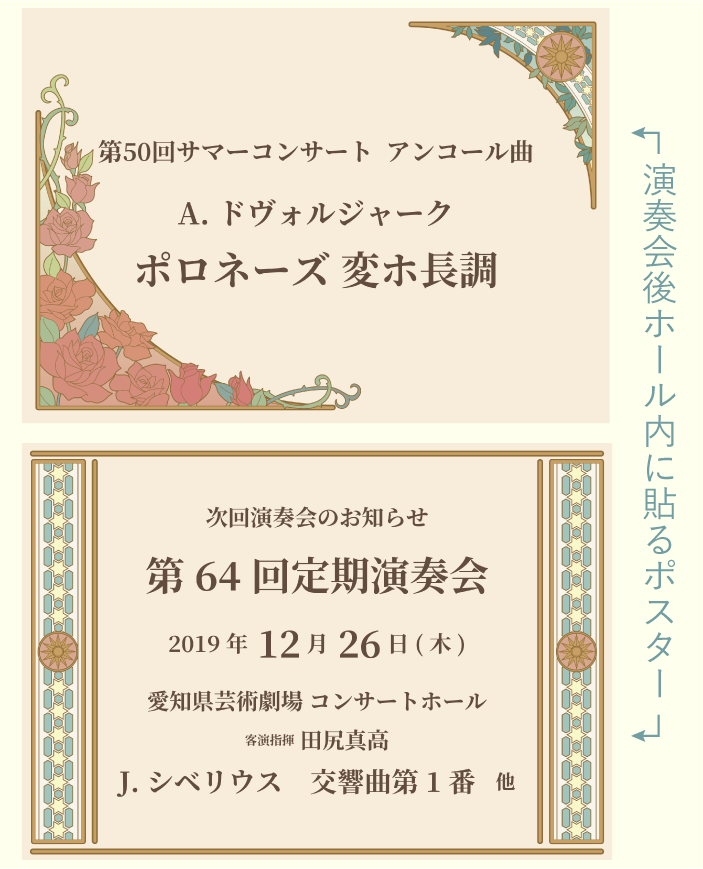 第50回サマーコンサート アンコール曲
A. ドヴォルジャーク
ポロネーズ 変ホ長調
次回演奏会のお知らせ
第 64 回定期演奏会
2019 年 12 月 26 日 ( 木 )
愛知県芸術劇場 コンサートホール
客演指揮 田尻真高
J. シベリウス 交響曲第 1 番 他
演奏会後ホール内に貼るポスター